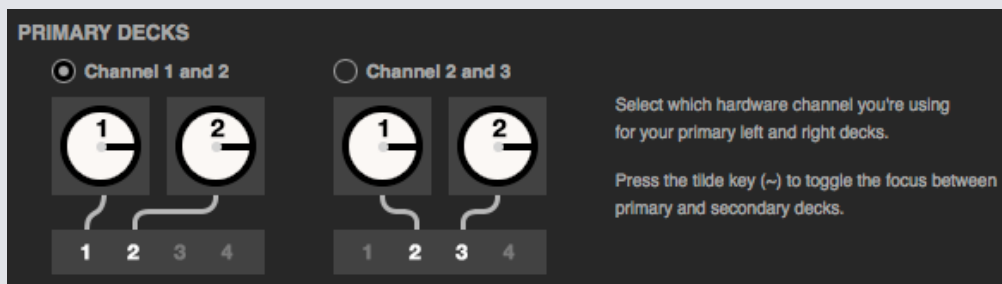 PRIMARY DECKS
Channel 1 and 2
Channel 2 and 3
1 2
1 2
1 2 3 4
1 2 3 4
Select which hardware channel you're using
for your primary left and right decks.
Press the tilde key (~) to toggle the focus between
primary and secondary decks.